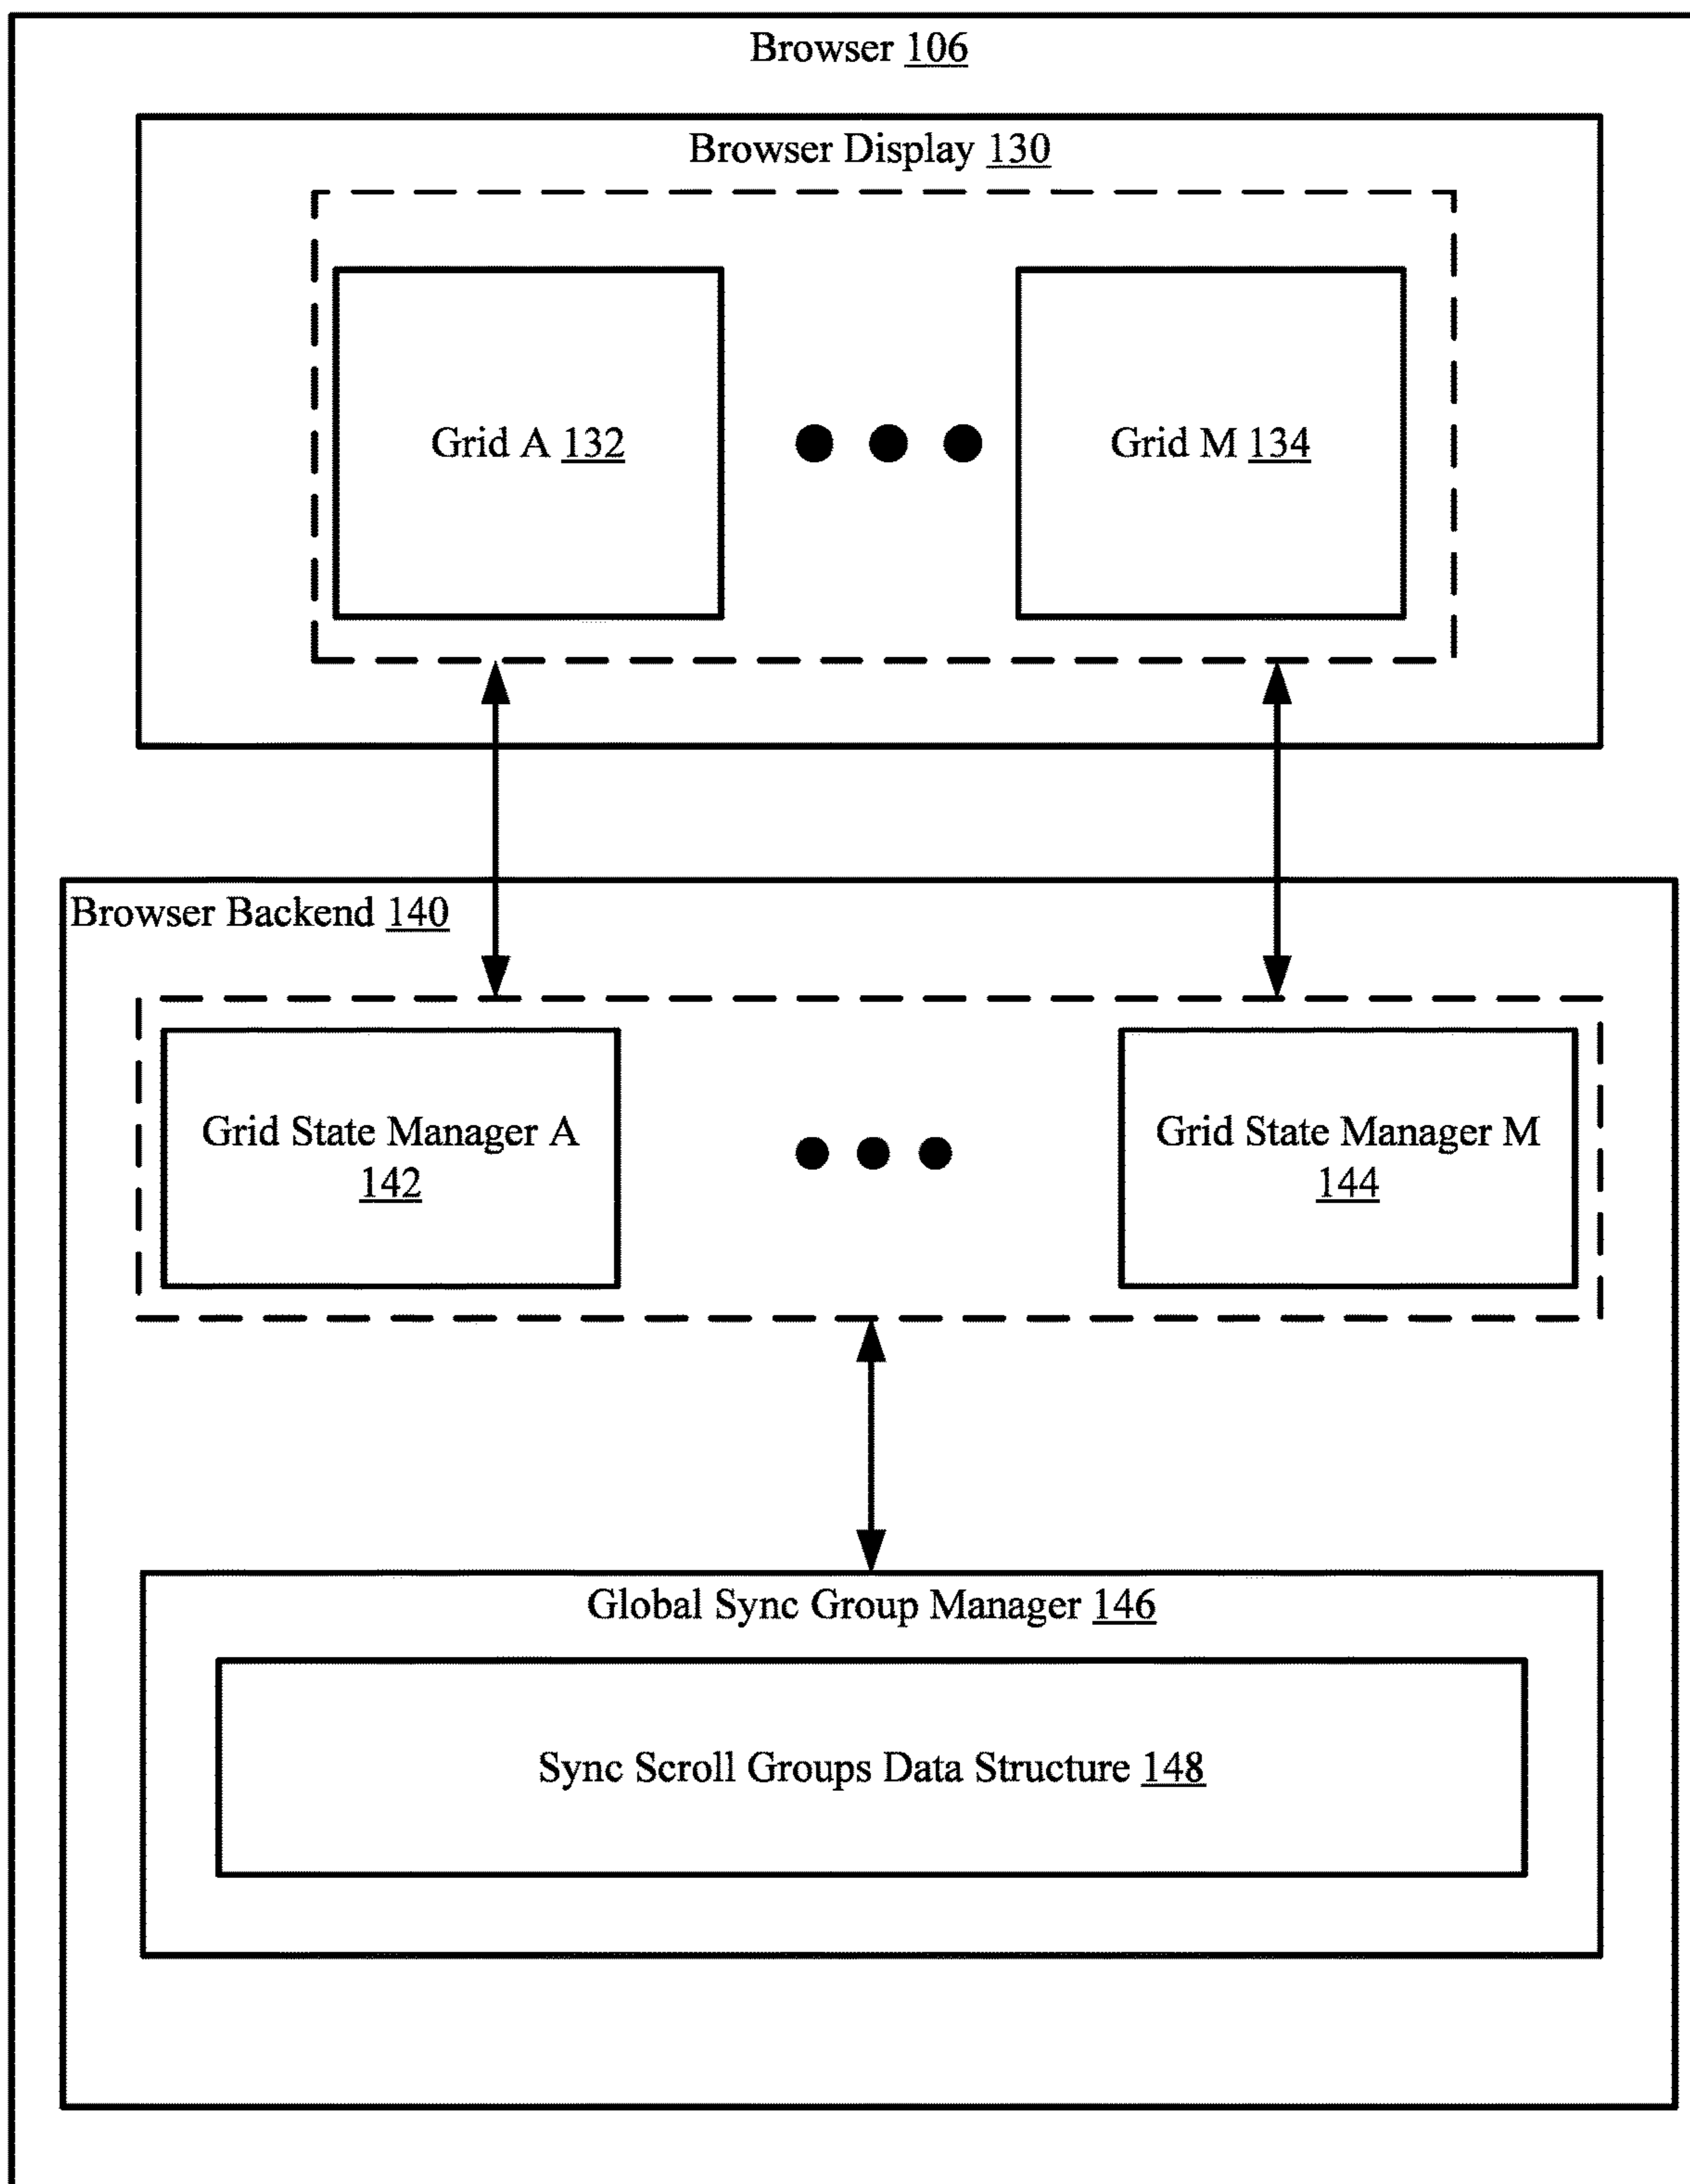 Browser 106
Browser Display 130
Grid A 132
Grid M 134
Browser Backend 140
Grid State Manager A
142
Grid State Manager M
144
Global Sync Group Manager 146
Sync Scroll Groups Data Structure 148